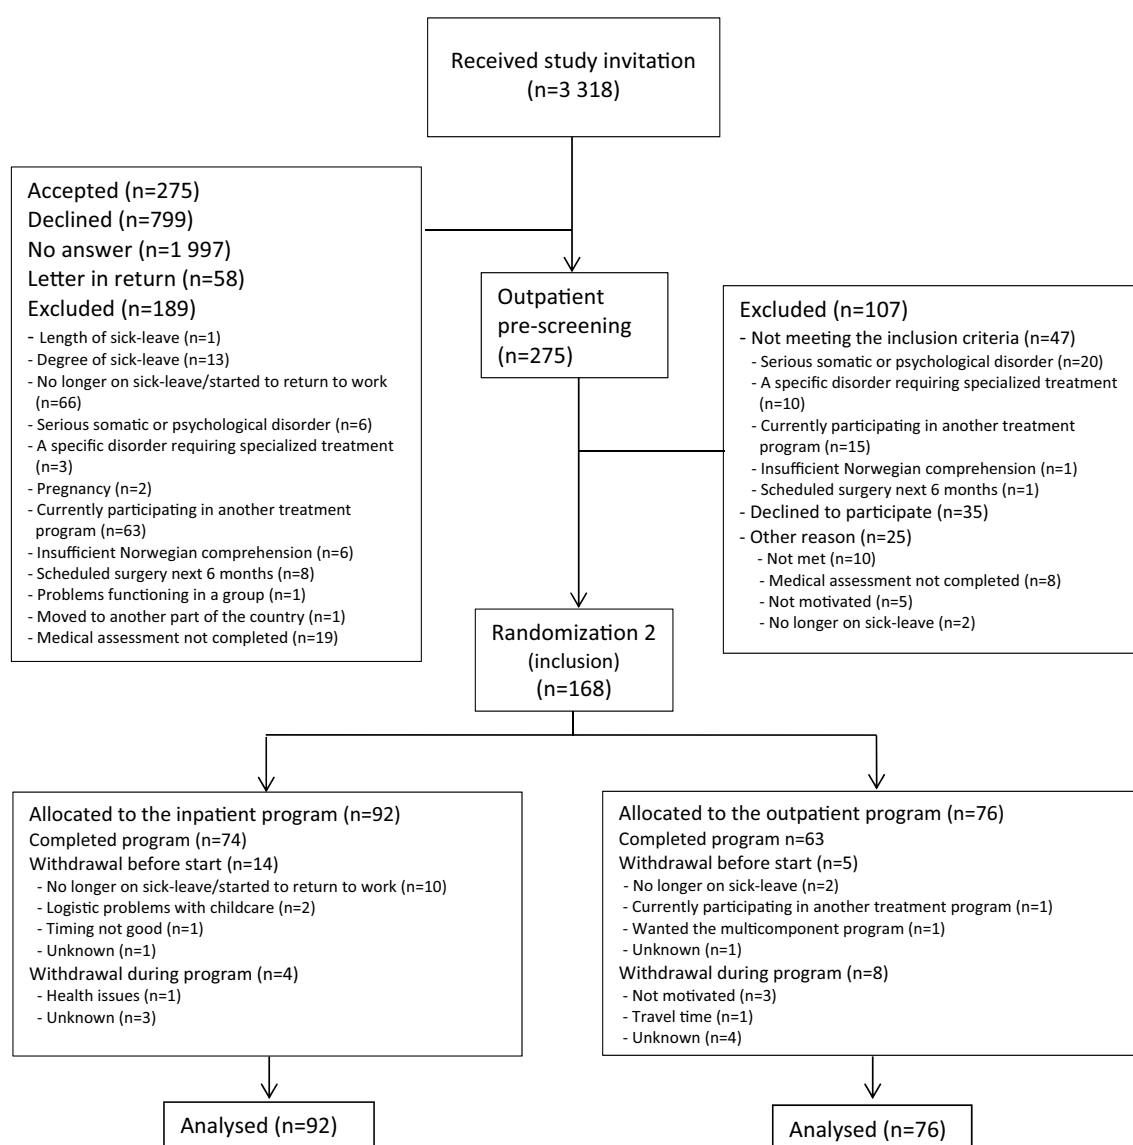 Received study invitation
(n=3 318)
Accepted (n=275)
Declined (n=799)
No answer (n=1 997)
Letter in return (n=58)
Excluded (n=189)
- Length of sick-leave (n=1)
- Degree of sick-leave (n=13)
- No longer on sick-leave/started to return to work
(n=66)
- Serious somatic or psychological disorder (n=6)
- A specific disorder requiring specialized treatment
(n=3)
- Pregnancy (n=2)
- Currently participating in another treatment
program (n=63)
- Insufficient Norwegian comprehension (n=6)
- Scheduled surgery next 6 months (n=8)
- Problems functioning in a group (n=1)
- Moved to another part of the country (n=1)
- Medical assessment not completed (n=19)
Outpatient
pre-screening
(n=275)
Excluded (n=107)
- Not meeting the inclusion criteria (n=47)
- Serious somatic or psychological disorder (n=20)
- A specific disorder requiring specialized treatment
(n=10)
- Currently participating in another treatment
program (n=15)
- Insufficient Norwegian comprehension (n=1)
- Scheduled surgery next 6 months (n=1)
- Declined to participate (n=35)
- Other reason (n=25)
- Not met (n=10)
- Medical assessment not completed (n=8)
- Not motivated (n=5)
- No longer on sick-leave (n=2)
Randomization 2
(inclusion)
(n=168)
Allocated to the inpatient program (n=92)
Completed program (n=74)
Withdrawal before start (n=14)
- No longer on sick-leave/started to return to work (n=10)
- Logistic problems with childcare (n=2)
- Timing not good (n=1)
- Unknown (n=1)
Withdrawal during program (n=4)
- Health issues (n=1)
- Unknown (n=3)
Allocated to the outpatient program (n=76)
Completed program n=63
Withdrawal before start (n=5)
- No longer on sick-leave (n=2)
- Currently participating in another treatment program (n=1)
- Wanted the multicomponent program (n=1)
- Unknown (n=1)
Withdrawal during program (n=8)
- Not motivated (n=3)
- Travel time (n=1)
- Unknown (n=4)
Analysed (n=92)
Analysed (n=76)